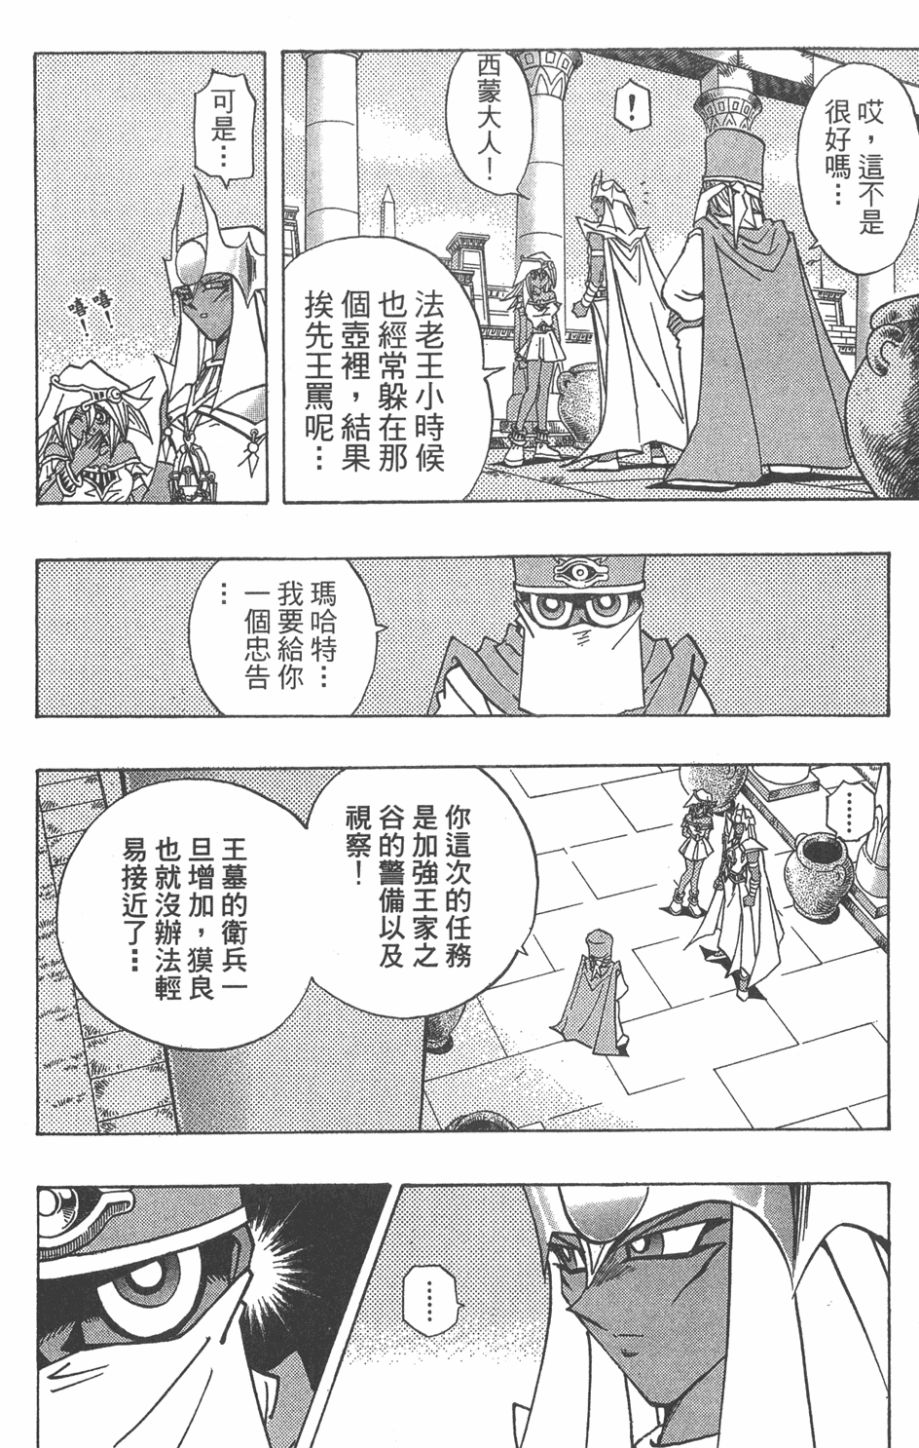 哎，這不是
很好嗎…
！
西蒙大人！
法老王小時候
也經常躲在那
個壺裡，結果
挨先王罵呢…
可是…
嘻！
嘻！
瑪哈特…
我要給你
一個忠告
…
……
你這次的任務
是加強王家之
谷的警備以及
視察！
王墓的衛兵一
旦增加，獏良
也就沒辦法輕
易接近了…
……